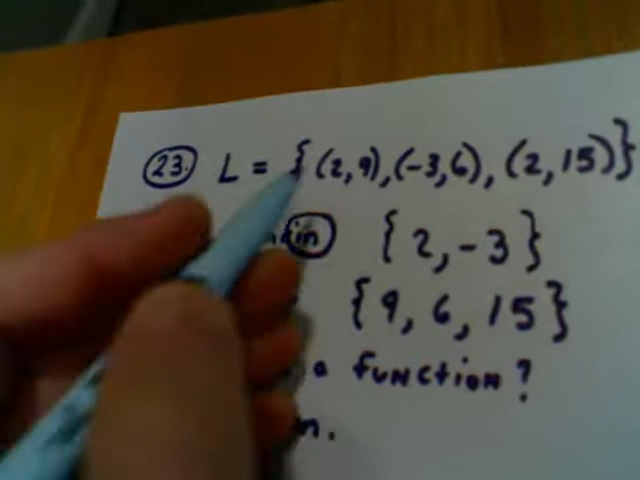 23. L = {(2,9),(-3,6),(2,15)}
in {2,-3}
{9,6,15}
a function?
n.